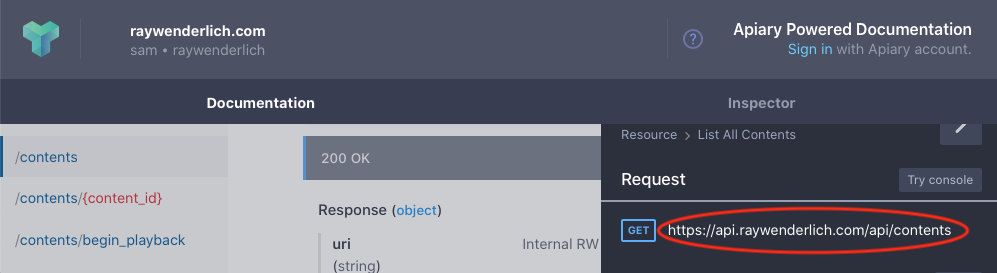 raywenderlich.com
sam • raywenderlich
?
Apiary Powered Documentation
Sign in with Apiary account.
Documentation
Inspector
/contents
/contents/{content_id}
/contents/begin_playback
200 OK
Response (object)
uri
Internal RW
(string)
Resource > List All Contents
Request
Try console
GET https://api.raywenderlich.com/api/contents